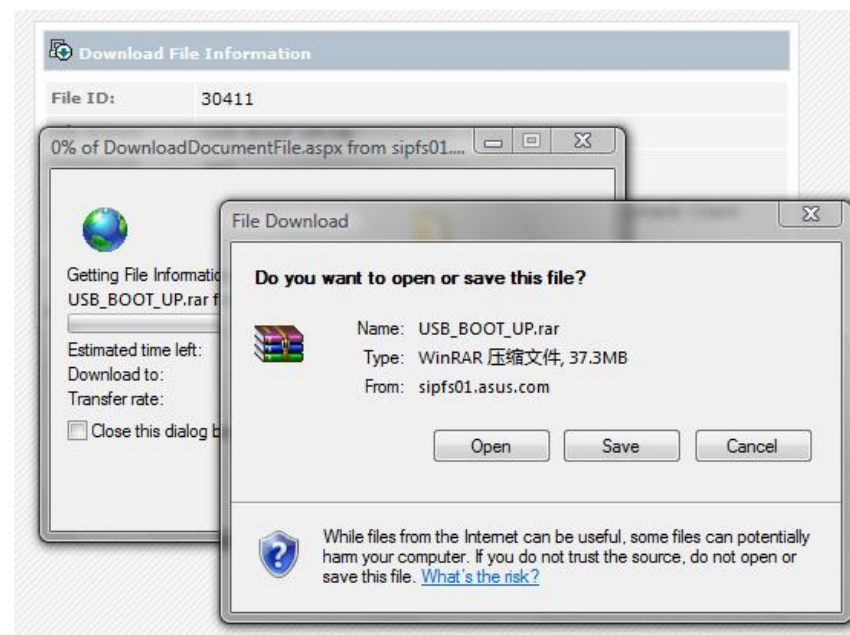 Download File Information
File ID: 30411
0% of DownloadDocumentFile.aspx from sipfs01....
Getting File Informatio
USB_BOOT_UP.rar f
Estimated time left:
Download to:
Transfer rate:
Close this dialog b
File Download
Do you want to open or save this file?
Name: USB_BOOT_UP.rar
Type: WinRAR 压缩文件, 37.3MB
From: sipfs01.asus.com
Open Save Cancel
While files from the Internet can be useful, some files can potentially
harm your computer. If you do not trust the source, do not open or
save this file. What's the risk?